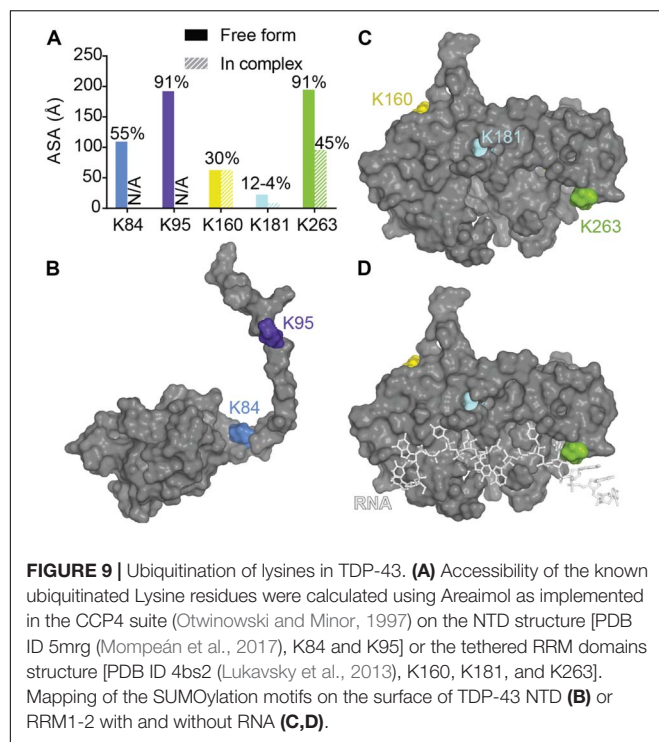 A
Free form
In complex
250
200
150
100
50
0
ASA (Å)
55%
N/A
91%
N/A
30%
12-4%
91%
45%
K84
K95
K160
K181
K263
B
K95
K84
C
K160
K181
K263
D
RNA
FIGURE 9 | Ubiquitination of lysines in TDP-43. (A) Accessibility of the known
ubiquitinated Lysine residues were calculated using Areaimol as implemented
in the CCP4 suite (Otwinowski and Minor, 1997) on the NTD structure [PDB
ID 5mrg (Mompeán et al., 2017), K84 and K95] or the tethered RRM domains
structure [PDB ID 4bs2 (Lukavsky et al., 2013), K160, K181, and K263].
Mapping of the SUMOylation motifs on the surface of TDP-43 NTD (B) or
RRM1-2 with and without RNA (C,D).